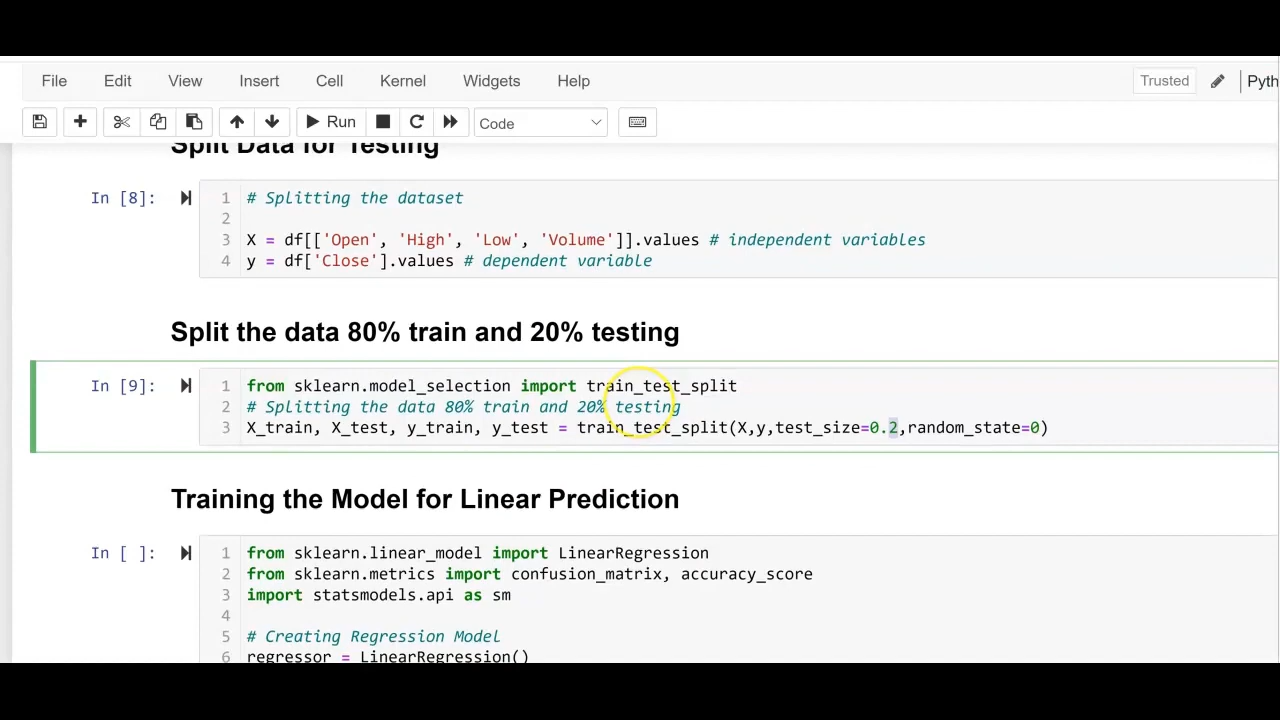 File Edit View Insert Cell Kernel Widgets Help Trusted
Run Code
Split Data for Testing
In [8]:
1 # Splitting the dataset
2
3 X = df[['Open', 'High', 'Low', 'Volume']].values # independent variables
4 y = df['Close'].values # dependent variable
Split the data 80% train and 20% testing
In [9]:
1 from sklearn.model_selection import train_test_split
2 # Splitting the data 80% train and 20% testing
3 X_train, X_test, y_train, y_test = train_test_split(X,y,test_size=0.2,random_state=0)
Training the Model for Linear Prediction
In [ ]:
1 from sklearn.linear_model import LinearRegression
2 from sklearn.metrics import confusion_matrix, accuracy_score
3 import statsmodels.api as sm
4
5 # Creating Regression Model
6 regressor = LinearRegression()